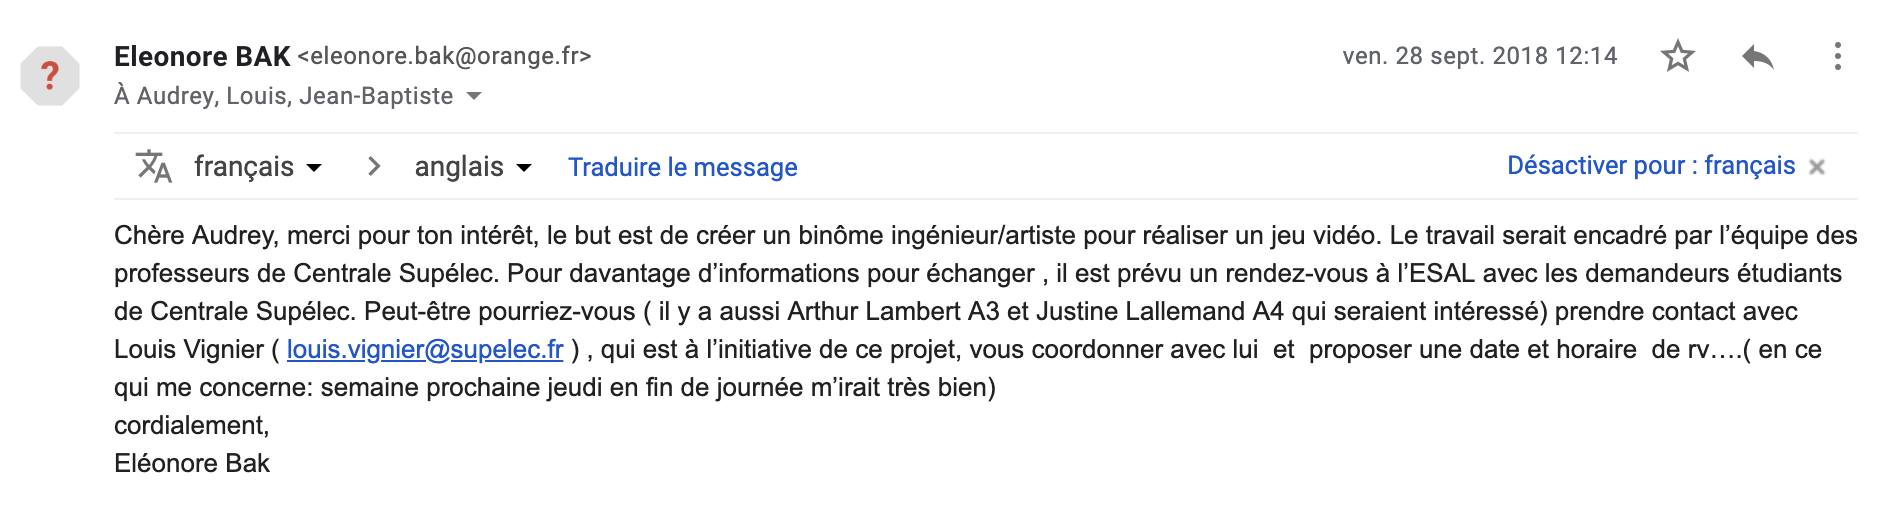 Eleonore BAK <eleonore.bak@orange.fr> ven. 28 sept. 2018 12:14
?
À Audrey, Louis, Jean-Baptiste
français > anglais Traduire le message Désactiver pour : français ×
Chère Audrey, merci pour ton intérêt, le but est de créer un binôme ingénieur/artiste pour réaliser un jeu vidéo. Le travail serait encadré par l’équipe des
professeurs de Centrale Supélec. Pour davantage d’informations pour échanger , il est prévu un rendez-vous à l’ESAL avec les demandeurs étudiants
de Centrale Supélec. Peut-être pourriez-vous ( il y a aussi Arthur Lambert A3 et Justine Lallemand A4 qui seraient intéressé) prendre contact avec
Louis Vignier ( louis.vignier@supelec.fr ) , qui est à l’initiative de ce projet, vous coordonner avec lui  et  proposer une date et horaire  de rv….( en ce
qui me concerne: semaine prochaine jeudi en fin de journée m’irait très bien)
cordialement,
Eléonore Bak